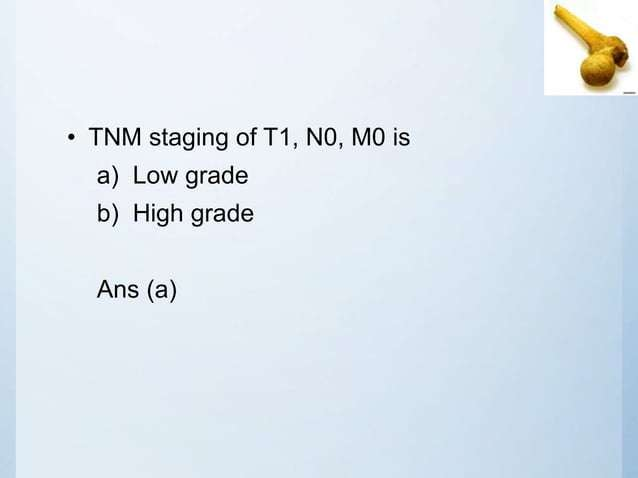 • TNM staging of T1, N0, M0 is
a) Low grade
b) High grade
Ans (a)